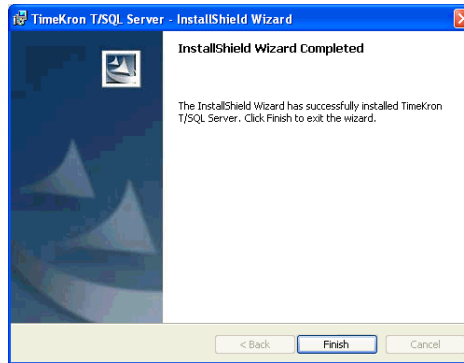 TimeKron T/SQL Server - InstallShield Wizard
InstallShield Wizard Completed
The InstallShield Wizard has successfully installed TimeKron
T/SQL Server. Click Finish to exit the wizard.
< Back
Finish
Cancel